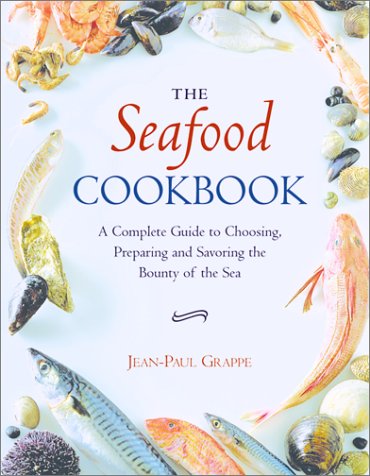 THE
Seafood
COOKBOOK
A Complete Guide to Choosing,
Preparing and Savoring the
Bounty of the Sea
JEAN-PAUL GRAPPE